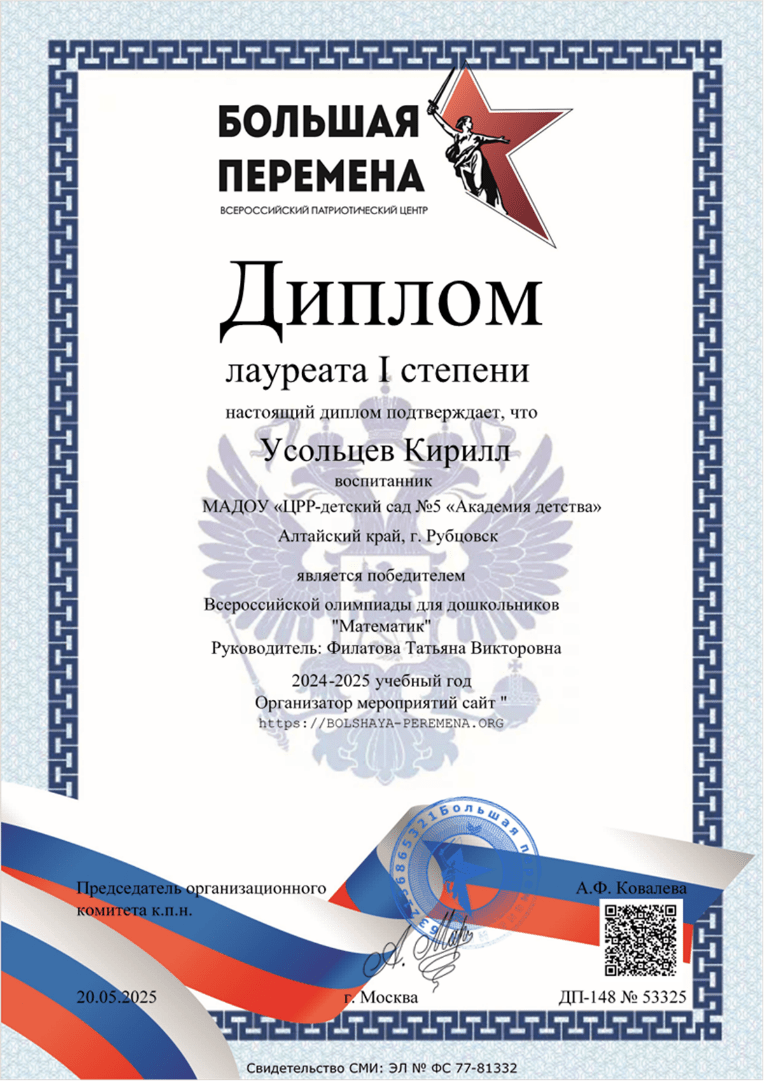 БОЛЬШАЯ
ПЕРЕМЕНА
ВСЕРОССИЙСКИЙ ПАТРИОТИЧЕСКИЙ ЦЕНТР
Диплом
лауреата I степени
настоящий диплом подтверждает, что
Усольцев Кирилл
воспитанник
МАДОУ «ЦРР-детский сад №5 «Академия детства»
Алтайский край, г. Рубцовск
является победителем
Всероссийской олимпиады для дошкольников
"Математик"
Руководитель: Филатова Татьяна Викторовна
2024-2025 учебный год
Организатор мероприятий сайт "
https://BOLSHAYA-PEREMENA.ORG
Большая
Председатель организационного
комитета к.п.н.
А.Ф. Ковалева
20.05.2025
г. Москва
ДП-148 № 53325
Свидетельство СМИ: ЭЛ № ФС 77-81332